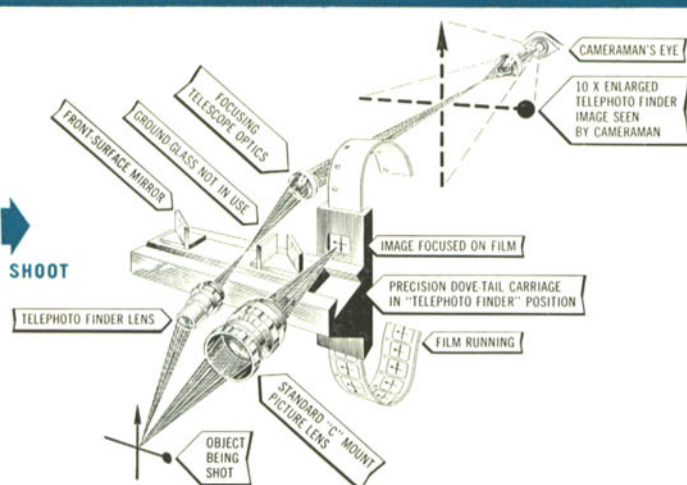 CAMERAMAN'S EYE
10 X ENLARGED
TELEPHOTO FINDER
IMAGE SEEN
BY CAMERAMAN
FOCUSING
TELESCOPE OPTICS
GROUND GLASS NOT IN USE
FRONT-SURFACE MIRROR
SHOOT
IMAGE FOCUSED ON FILM
PRECISION DOVE-TAIL CARRIAGE
IN "TELEPHOTO FINDER" POSITION
TELEPHOTO FINDER LENS
FILM RUNNING
STANDARD "C" MOUNT
PICTURE LENS
OBJECT
BEING
SHOT